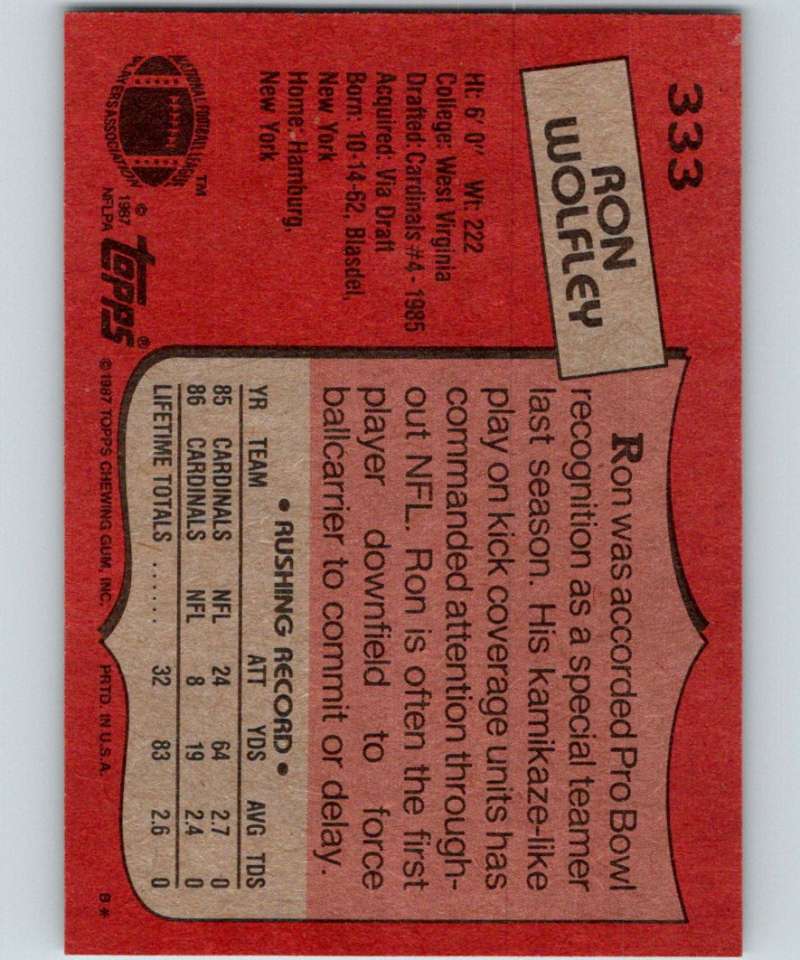 333
RON
WOLFLEY
Ht: 6' 0" Wt: 222
College: West Virginia
Drafted: Cardinals #4 - 1985
Acquired: Via Draft
Born: 10-14-62, Blasdel,
New York
Home: Hamburg,
New York
NATIONAL FOOTBALL LEAGUE
PLAYERS ASSOCIATION
TM
©
1987
NFLPA
topps®
©1987 TOPPS CHEWING GUM, INC. PRTD. IN U.S.A. B*
Ron was accorded Pro Bowl
recognition as a special teamer
last season. His kamikaze-like
play on kick coverage units has
commanded attention through-
out NFL. Ron is often the first
player downfield to force
ballcarrier to commit or delay.
• RUSHING RECORD •
YR TEAM ATT YDS AVG TDS
85 CARDINALS NFL 24 64 2.7 0
86 CARDINALS NFL 8 19 2.4 0
LIFETIME TOTALS ...... 32 83 2.6 0